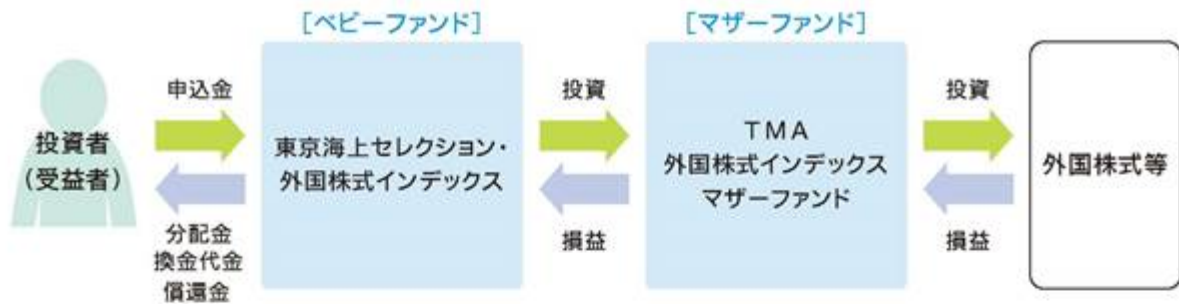 [ベビーファンド]
[マザーファンド]
投資者
(受益者)
申込金
分配金
換金代金
償還金
東京海上セレクション・
外国株式インデックス
投資
損益
TMA
外国株式インデックス
マザーファンド
投資
損益
外国株式等